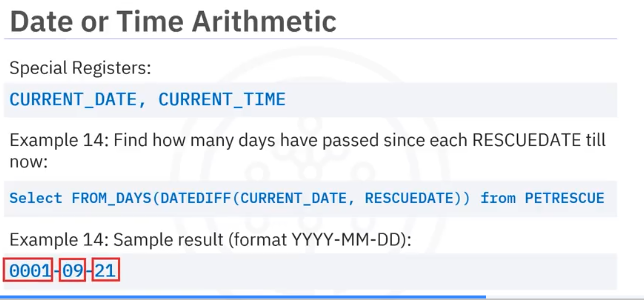 Date or Time Arithmetic
Special Registers:
CURRENT_DATE, CURRENT_TIME
Example 14: Find how many days have passed since each RESCUEDATE till
now:
Select FROM_DAYS(DATEDIFF(CURRENT_DATE, RESCUEDATE)) from PETRESCUE
Example 14: Sample result (format YYYY-MM-DD):
0001-09-21